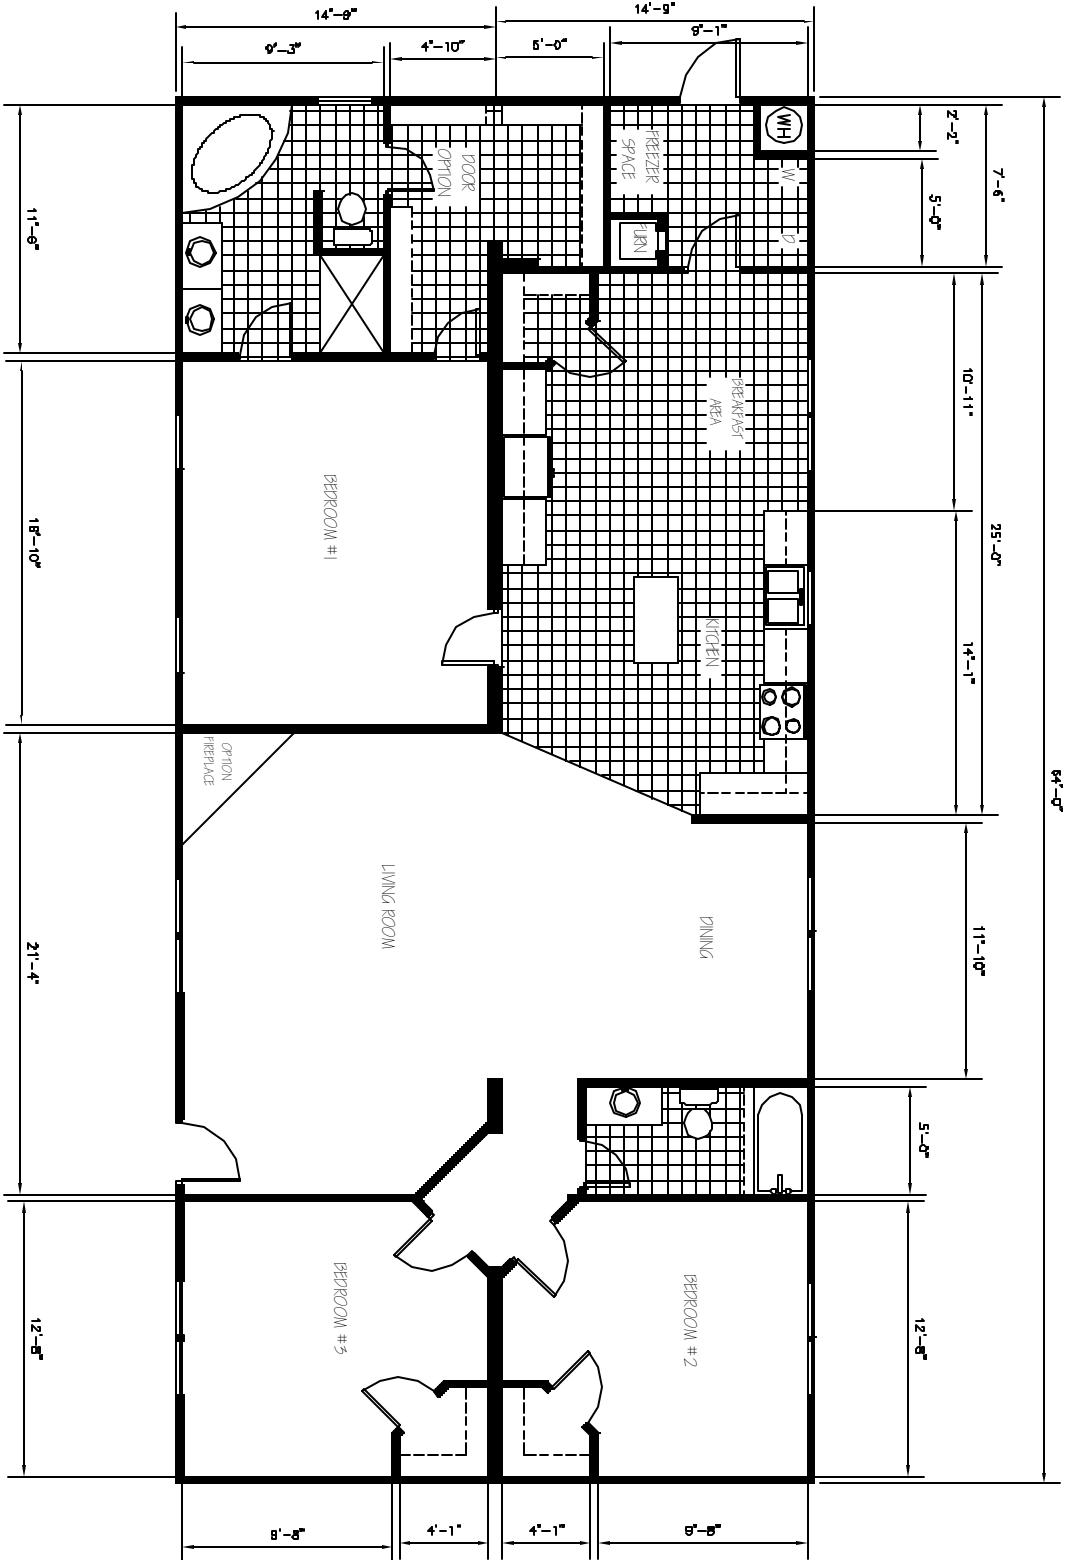 14'-9"
14'-9"
9'-3"
4'-10"
5'-0"
9'-1"
WH
2'-2"
7'-6"
W
D
5'-0"
FREEZER
SPACE
DOOR
OPTION
FURN
11'-6"
10'-11"
BREAKFAST
AREA
BEDROOM #1
16'-10"
25'-0"
KITCHEN
14'-1"
64'-0"
OPTION
FIREPLACE
LIVING ROOM
DINING
21'-4"
11'-10"
5'-0"
BEDROOM #3
BEDROOM #2
12'-8"
12'-8"
9'-8"
4'-1"
4'-1"
9'-8"